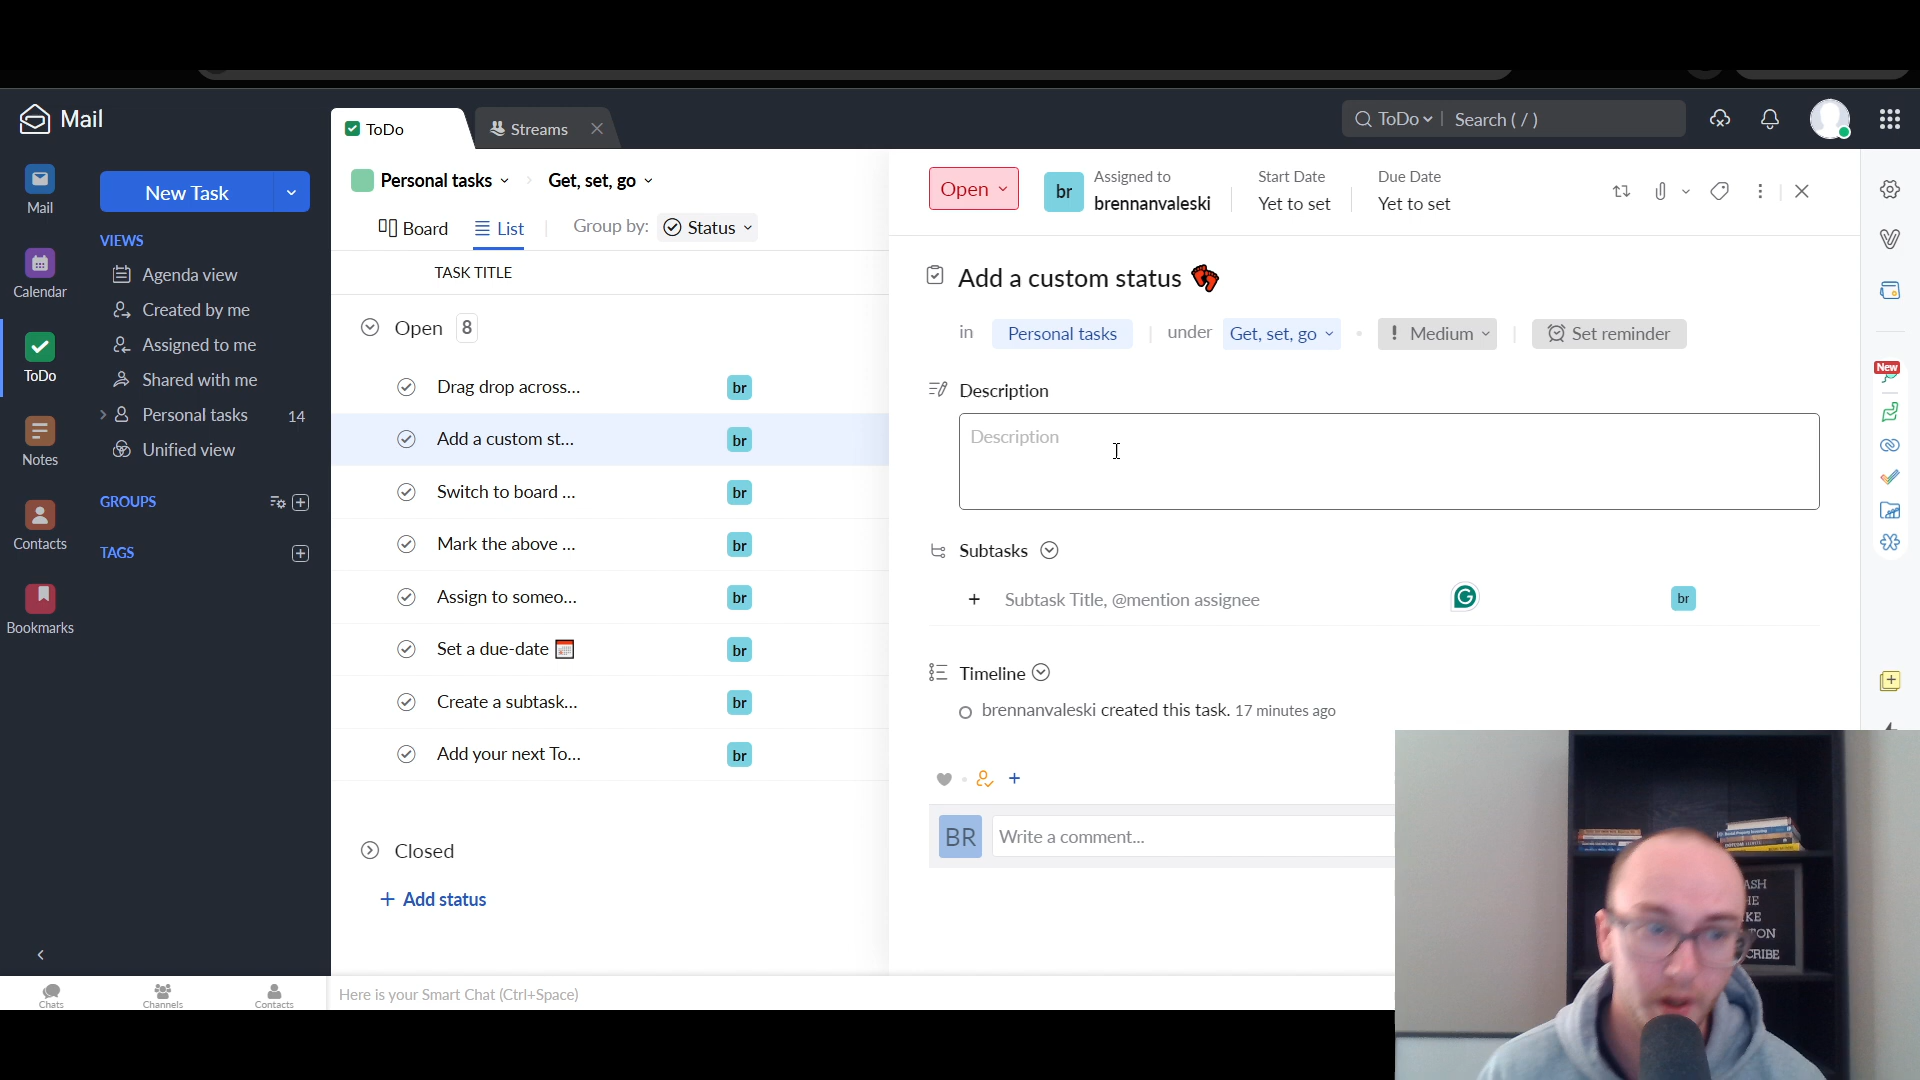 Mail
ToDo
Streams
ToDo
Search ( / )
Mail
Calendar
ToDo
Notes
Contacts
Bookmarks
New Task
VIEWS
Agenda view
Created by me
Assigned to me
Shared with me
Personal tasks 14
Unified view
GROUPS
TAGS
Personal tasks
Get, set, go
Board
List
Group by:
Status
TASK TITLE
Open 8
Drag drop across... br
Add a custom st... br
Switch to board ... br
Mark the above ... br
Assign to someo... br
Set a due-date br
Create a subtask... br
Add your next To... br
Closed
+ Add status
Open
br
Assigned to
brennanvaleski
Start Date
Yet to set
Due Date
Yet to set
Add a custom status
in Personal tasks under Get, set, go
! Medium
Set reminder
Description
Description
Subtasks
+ Subtask Title, @mention assignee
br
Timeline
brennanvaleski created this task. 17 minutes ago
BR
Write a comment...
New
Chats
Channels
Contacts
Here is your Smart Chat (Ctrl+Space)